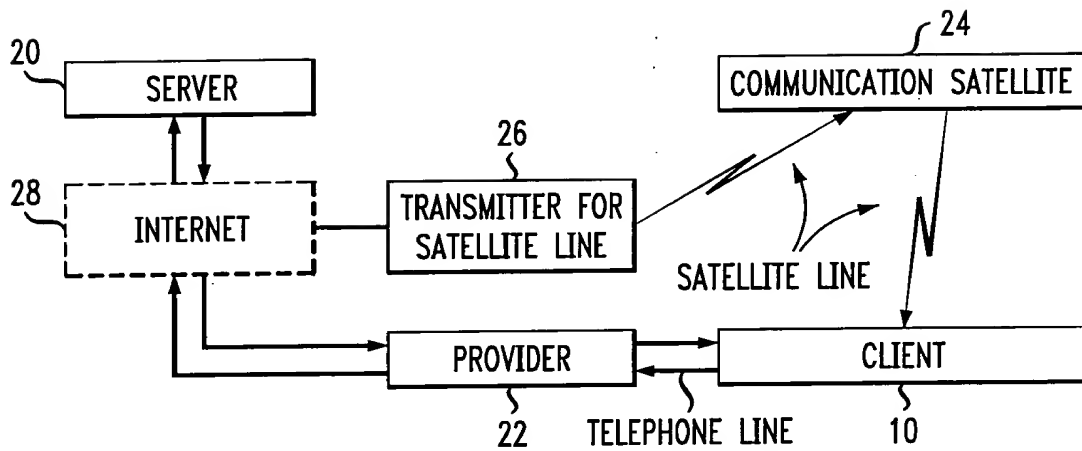 20
SERVER
24
COMMUNICATION SATELLITE
26
28
INTERNET
TRANSMITTER FOR
SATELLITE LINE
SATELLITE LINE
PROVIDER
CLIENT
22
TELEPHONE LINE
10